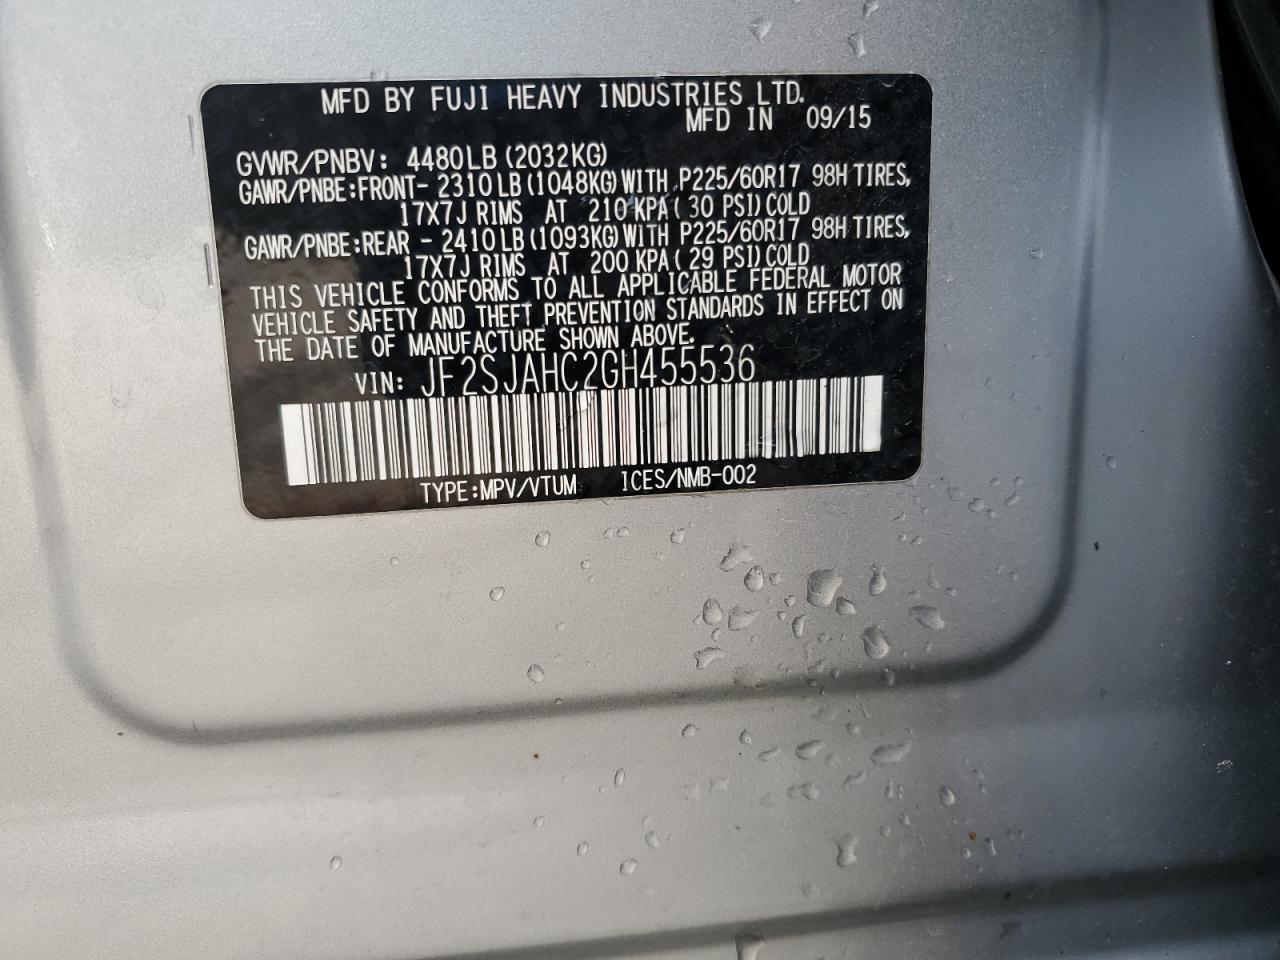 MFD BY FUJI HEAVY INDUSTRIES LTD.
MFD IN 09/15
GVWR/PNBV: 4480LB (2032KG)
GAWR/PNBE:FRONT- 2310 LB (1048KG) WITH P225/60R17 98H TIRES,
17X7J RIMS AT 210 KPA ( 30 PSI) COLD
GAWR/PNBE:REAR - 2410 LB (1093KG) WITH P225/60R17 98H TIRES,
17X7J RIMS AT 200 KPA ( 29 PSI) COLD
THIS VEHICLE CONFORMS TO ALL APPLICABLE FEDERAL MOTOR
VEHICLE SAFETY AND THEFT PREVENTION STANDARDS IN EFFECT ON
THE DATE OF MANUFACTURE SHOWN ABOVE.
VIN: JF2SJAHC2GH455536
TYPE:MPV/VTUM ICES/NMB-002